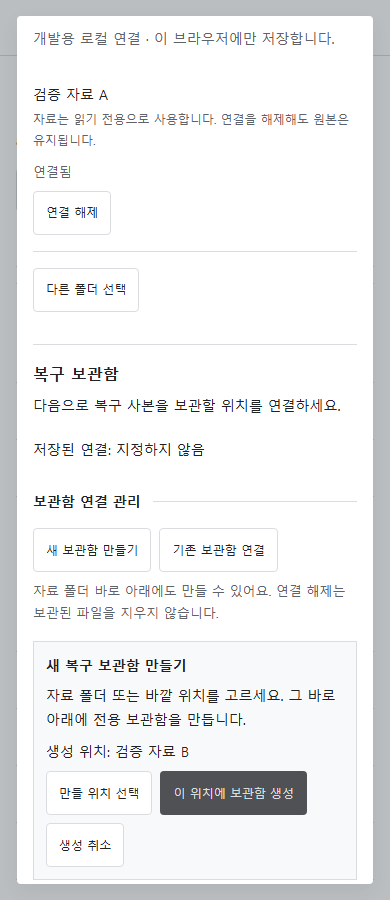 개발용 로컬 연결 · 이 브라우저에만 저장합니다.
검증 자료 A
자료는 읽기 전용으로 사용합니다. 연결을 해제해도 원본은
유지됩니다.
연결됨
연결 해제
다른 폴더 선택
복구 보관함
다음으로 복구 사본을 보관할 위치를 연결하세요.
저장된 연결: 지정하지 않음
보관함 연결 관리
새 보관함 만들기
기존 보관함 연결
자료 폴더 바로 아래에도 만들 수 있어요. 연결 해제는
보관된 파일을 지우지 않습니다.
새 복구 보관함 만들기
자료 폴더 또는 바깥 위치를 고르세요. 그 바로
아래에 전용 보관함을 만듭니다.
생성 위치: 검증 자료 B
만들 위치 선택
이 위치에 보관함 생성
생성 취소